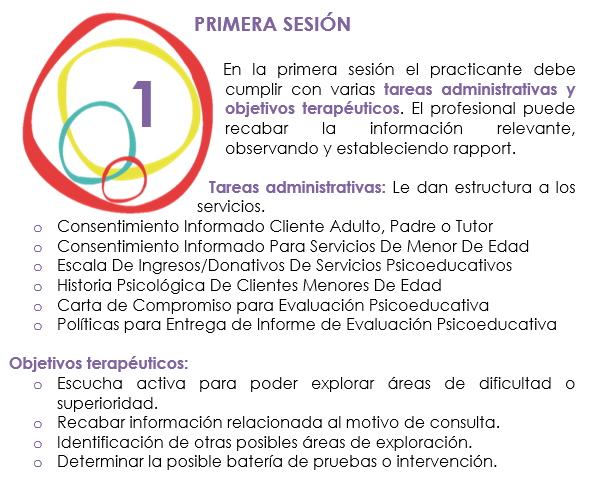 PRIMERA SESIÓN
1
En la primera sesión el practicante debe
cumplir con varias tareas administrativas y
objetivos terapéuticos. El profesional puede
recabar la información relevante,
observando y estableciendo rapport.
Tareas administrativas: Le dan estructura a los
servicios.
o Consentimiento Informado Cliente Adulto, Padre o Tutor
o Consentimiento Informado Para Servicios De Menor De Edad
o Escala De Ingresos/Donativos De Servicios Psicoeducativos
o Historia Psicológica De Clientes Menores De Edad
o Carta de Compromiso para Evaluación Psicoeducativa
o Políticas para Entrega de Informe de Evaluación Psicoeducativa
Objetivos terapéuticos:
o Escucha activa para poder explorar áreas de dificultad o
superioridad.
o Recabar información relacionada al motivo de consulta.
o Identificación de otras posibles áreas de exploración.
o Determinar la posible batería de pruebas o intervención.